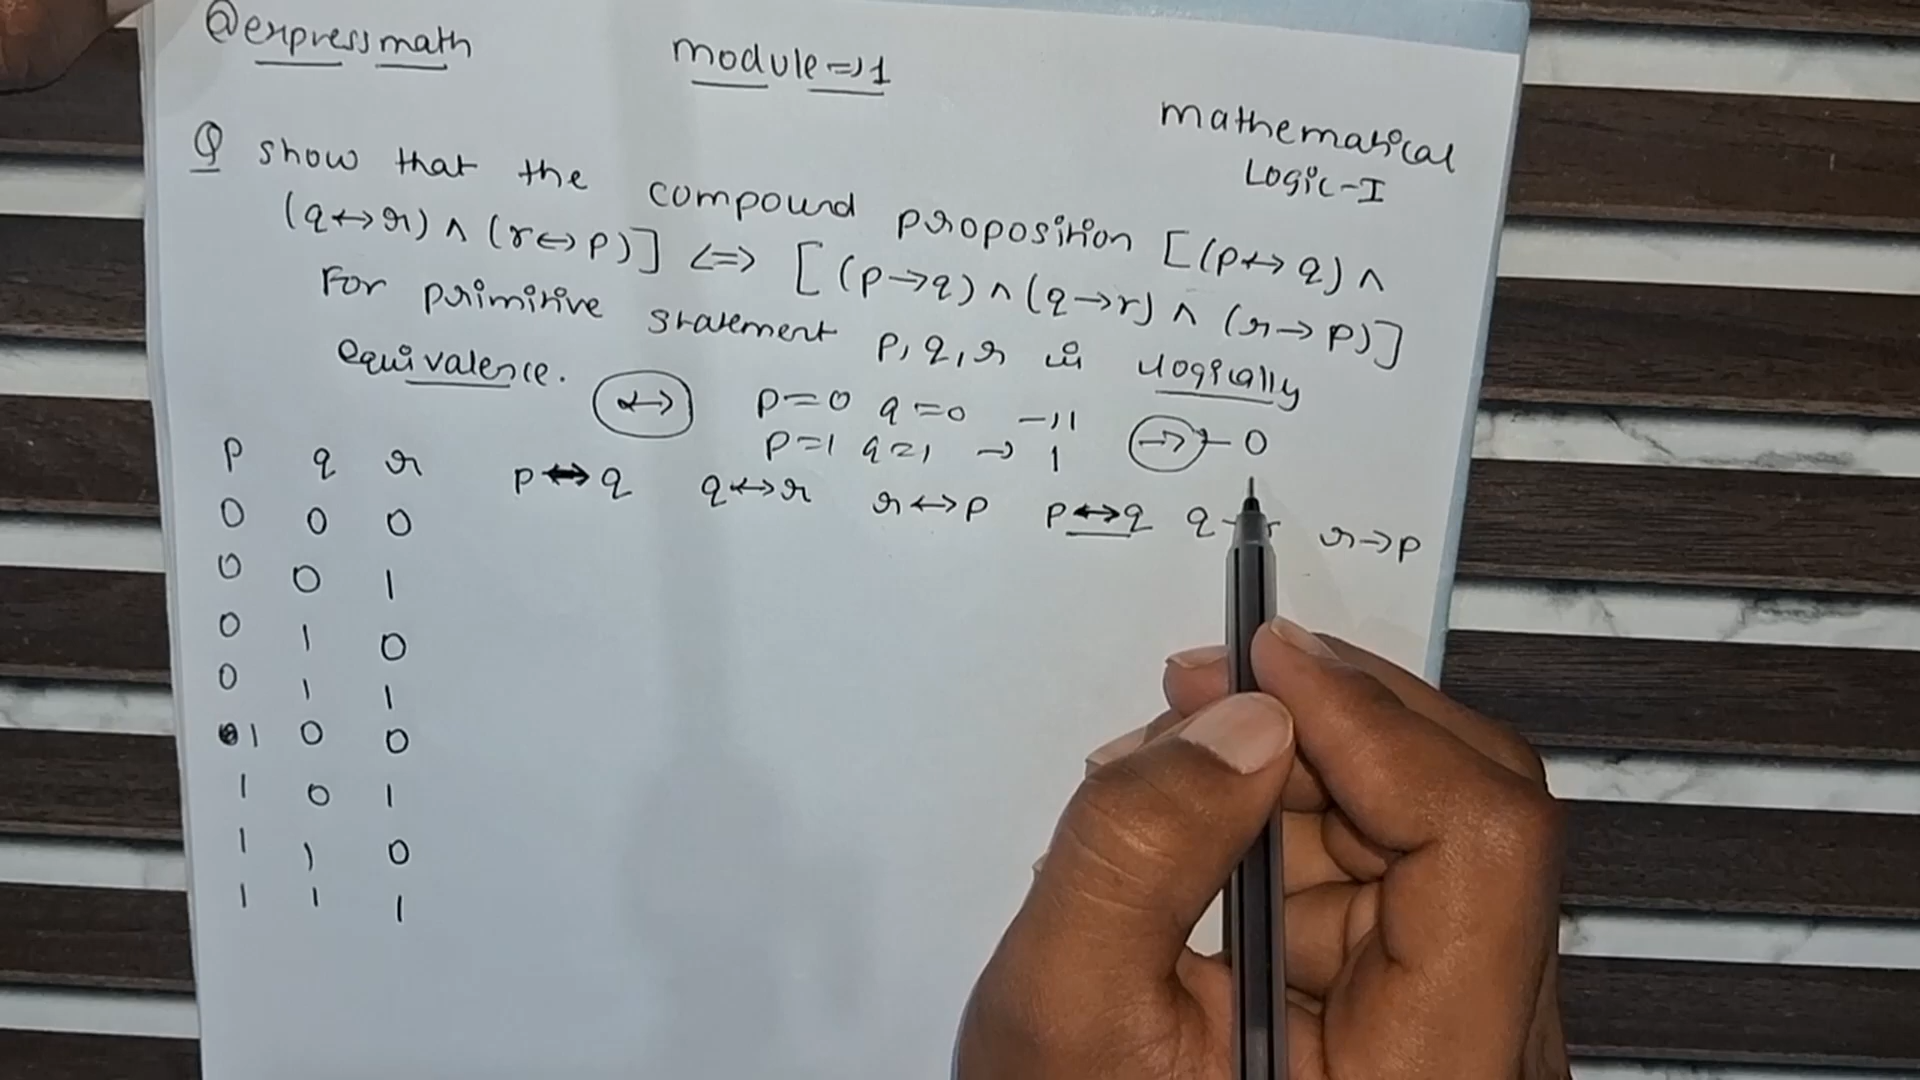 @expressmath
module => 1
mathematical
Logic-I
Q show that the compound proposition [(p↔q) ∧
(q↔r) ∧ (r↔p)] <=> [(p→q) ∧ (q→r) ∧ (r→p)]
For primitive statement p, q, r is logically
equivalence.
↔ p=0 q=0 → 1
p=1 q=1 → 1
→ 0
p q r p↔q q↔r r↔p p↔q q r r→p
0 0 0
0 0 1
0 1 0
0 1 1
1 0 0
1 0 1
1 1 0
1 1 1